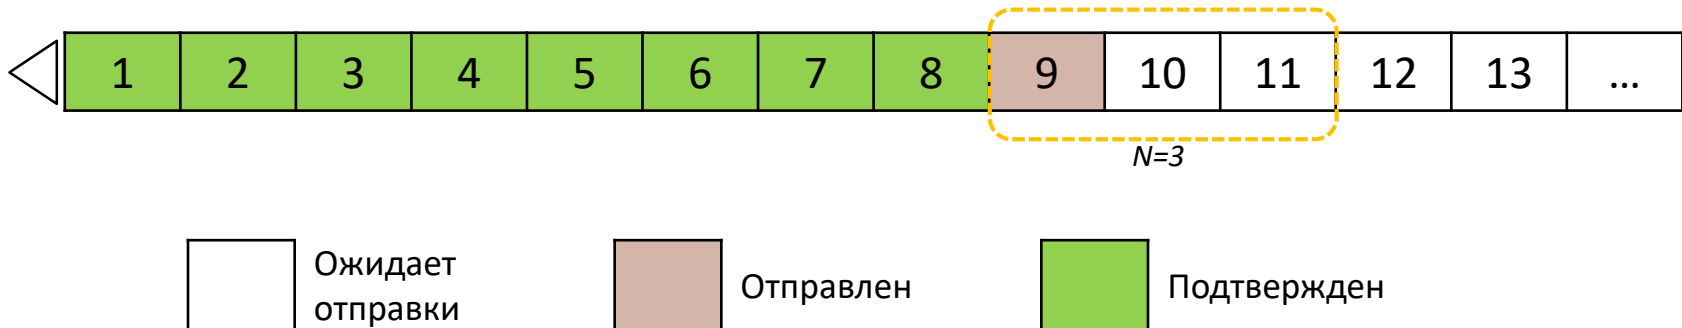 1 2 3 4 5 6 7 8 9 10 11 12 13 ...
N=3
Ожидает
отправки
Отправлен
Подтвержден